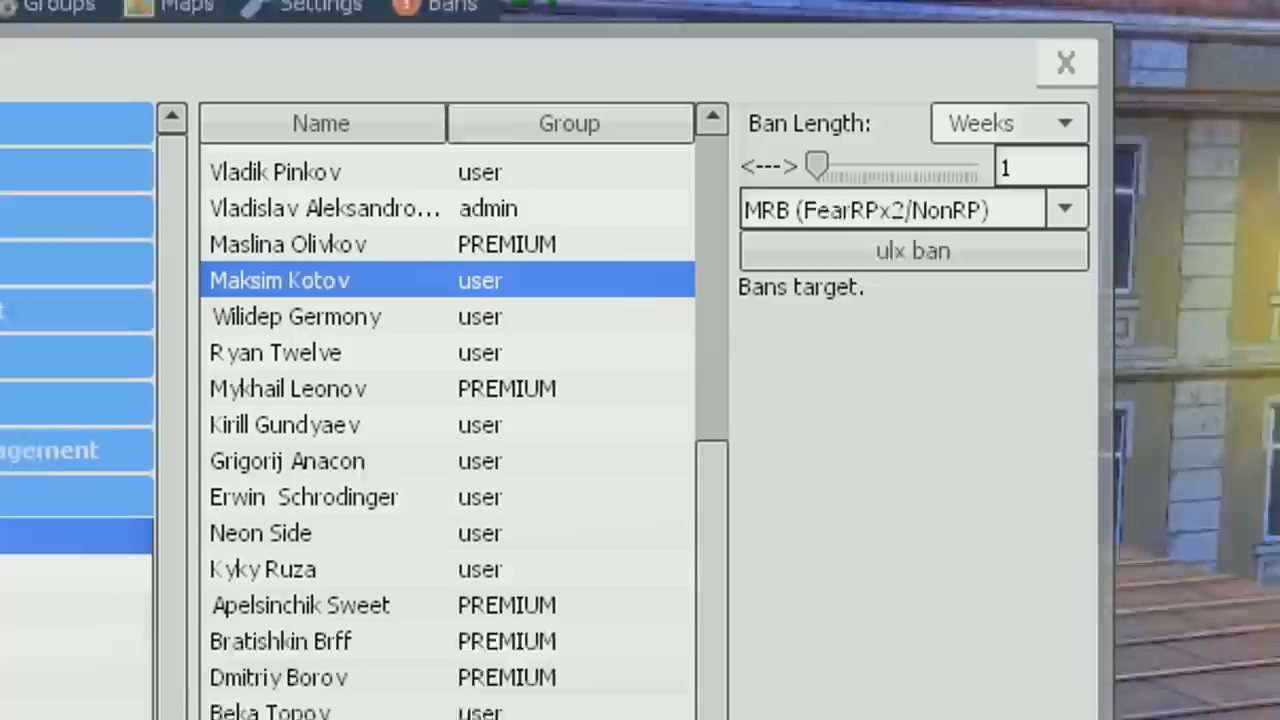 Groups Maps Settings Bans
X
Name Group
Ban Length: Weeks
<---> 1
MRB (FearRPx2/NonRP)
ulx ban
Bans target.
Vladik Pinkov user
Vladislav Aleksandro... admin
Maslina Olivkov PREMIUM
Maksim Kotov user
Wilidep Germony user
Ryan Twelve user
Mykhail Leonov PREMIUM
Kirill Gundyaev user
Grigorij Anacon user
Erwin Schrodinger user
Neon Side user
Kyky Ruza user
Apelsinchik Sweet PREMIUM
Bratishkin Brff PREMIUM
Dmitriy Borov PREMIUM
Beka Topov user
t
agement